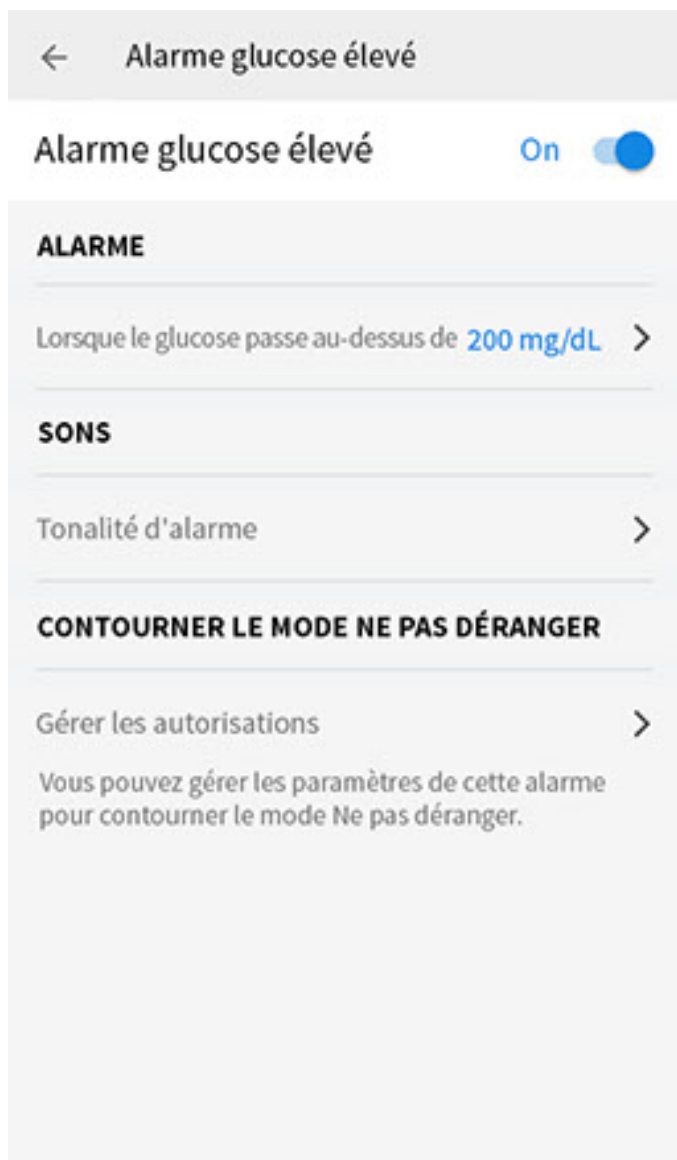 Alarme glucose élevé
Alarme glucose élevé On
ALARME
Lorsque le glucose passe au-dessus de 200 mg/dL
SONS
Tonalité d'alarme
CONTOURNER LE MODE NE PAS DÉRANGER
Gérer les autorisations
Vous pouvez gérer les paramètres de cette alarme
pour contourner le mode Ne pas déranger.